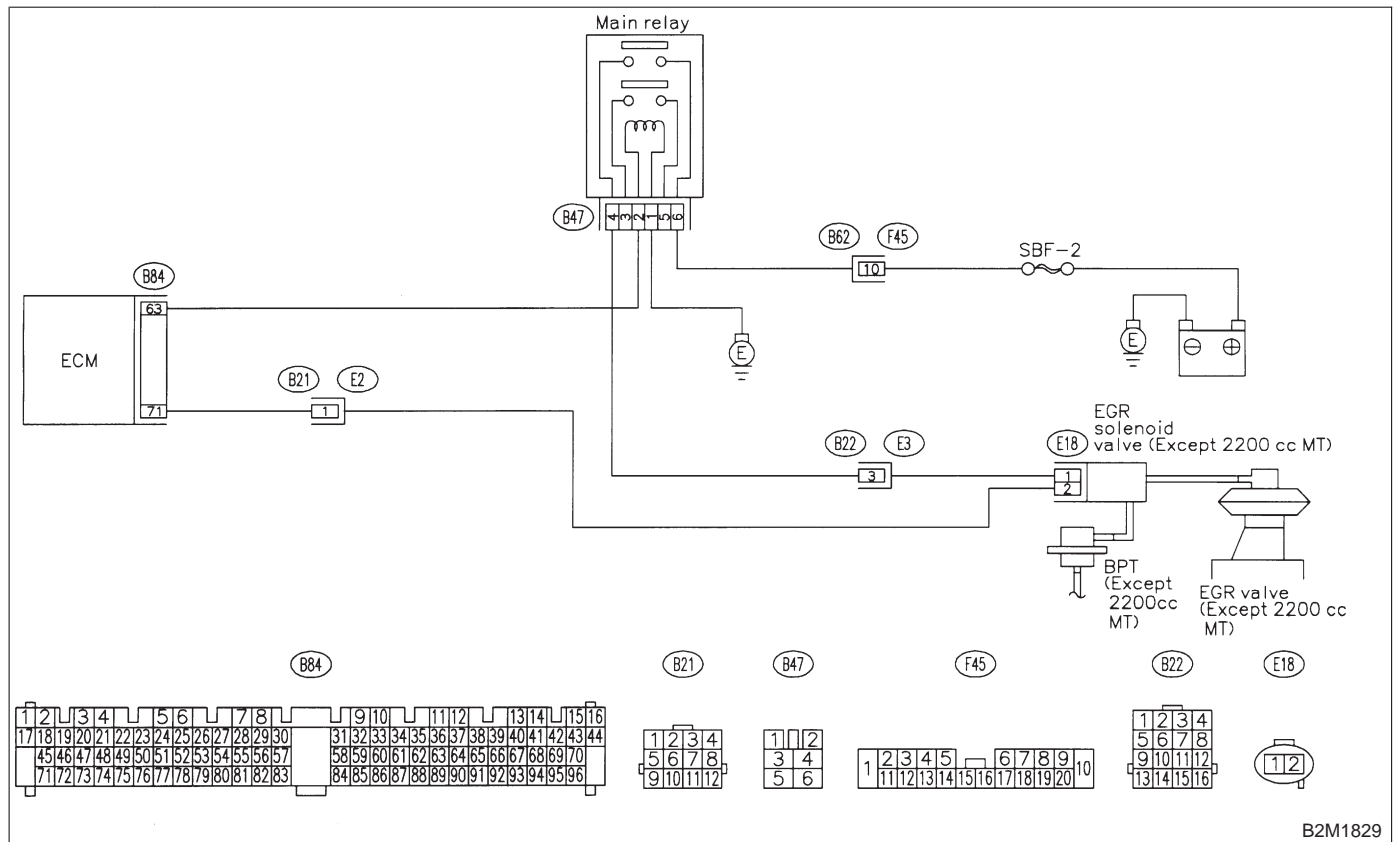 Main relay
B47
4 3 2 1 5 6
B62 F45
10
SBF-2
B84
63
ECM
71
E
E
⊖ ⊕
B21 E2
1
B22 E3
3
E18
1
2
EGR
solenoid
valve (Except 2200 cc MT)
BPT
(Except
2200cc
MT)
EGR valve
(Except 2200 cc
MT)
B84
1 2 3 4 5 6 7 8 9 10 11 12 13 14 15 16
17 18 19 20 21 22 23 24 25 26 27 28 29 30 31 32 33 34 35 36 37 38 39 40 41 42 43 44
45 46 47 48 49 50 51 52 53 54 55 56 57 58 59 60 61 62 63 64 65 66 67 68 69 70
71 72 73 74 75 76 77 78 79 80 81 82 83 84 85 86 87 88 89 90 91 92 93 94 95 96
B21
1 2 3 4
5 6 7 8
9 10 11 12
B47
1 2
3 4
5 6
F45
1 2 3 4 5 6 7 8 9 10
11 12 13 14 15 16 17 18 19 20
B22
1 2 3 4
5 6 7 8
9 10 11 12
13 14 15 16
E18
1 2
B2M1829